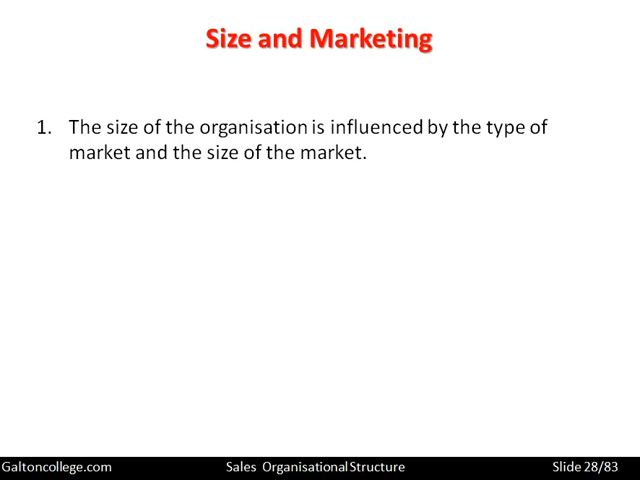 Size and Marketing
1. The size of the organisation is influenced by the type of
market and the size of the market.
Galtoncollege.com Sales Organisational Structure Slide 28/83